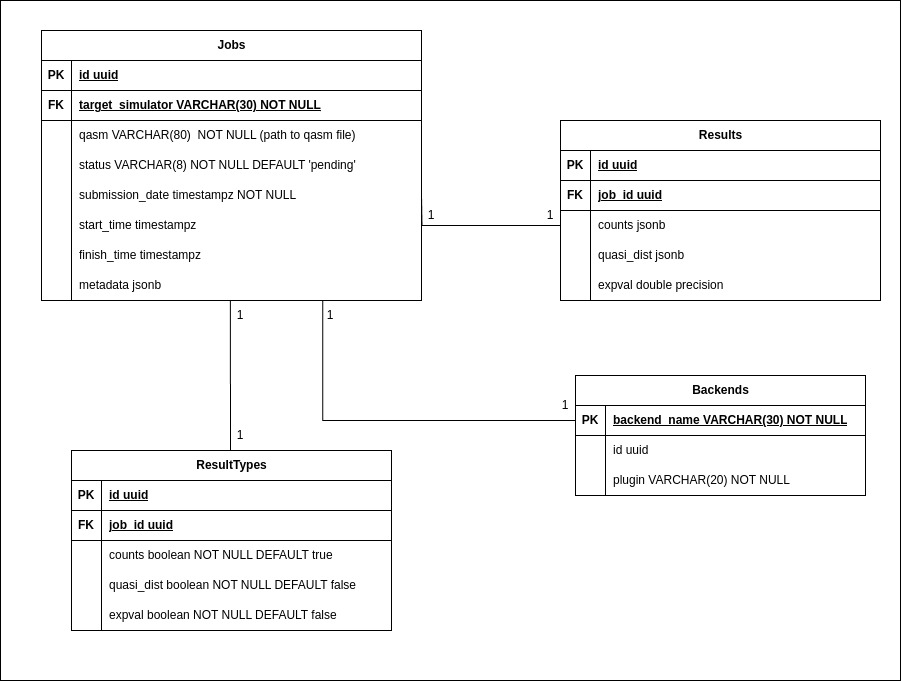 Jobs
PK id uuid
FK target_simulator VARCHAR(30) NOT NULL
qasm VARCHAR(80)  NOT NULL (path to qasm file)
status VARCHAR(8) NOT NULL DEFAULT 'pending'
submission_date timestampz NOT NULL
start_time timestampz
finish_time timestampz
metadata jsonb
1
1
Results
PK id uuid
FK job_id uuid
counts jsonb
quasi_dist jsonb
expval double precision
1
1
1
1
Backends
PK backend_name VARCHAR(30) NOT NULL
id uuid
plugin VARCHAR(20) NOT NULL
ResultTypes
PK id uuid
FK job_id uuid
counts boolean NOT NULL DEFAULT true
quasi_dist boolean NOT NULL DEFAULT false
expval boolean NOT NULL DEFAULT false